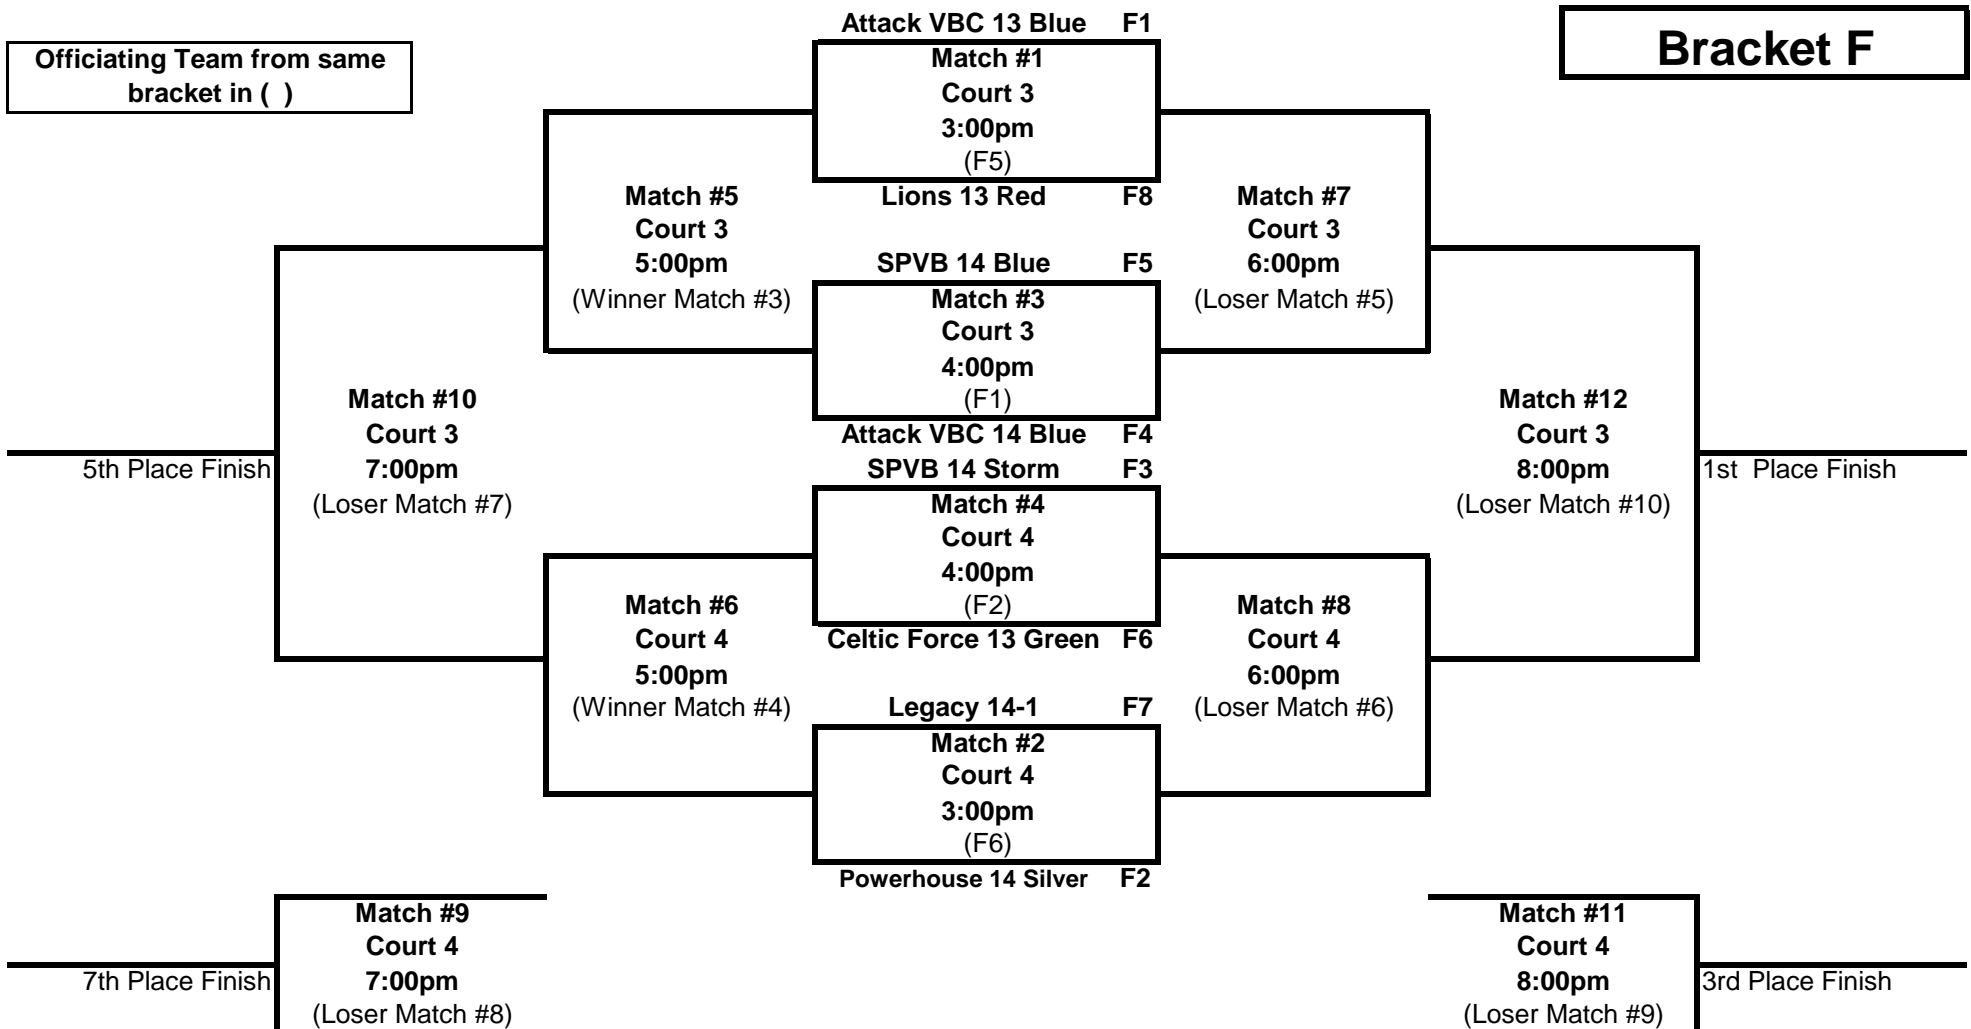 Bracket F
Officiating Team from same
bracket in ( )
Attack VBC 13 Blue F1
Match #1
Court 3
3:00pm
(F5)
Lions 13 Red F8
Match #5
Court 3
5:00pm
(Winner Match #3)
Match #7
Court 3
6:00pm
(Loser Match #5)
SPVB 14 Blue F5
Match #3
Court 3
4:00pm
(F1)
Attack VBC 14 Blue F4
Match #10
Court 3
7:00pm
(Loser Match #7)
5th Place Finish
Match #12
Court 3
8:00pm
(Loser Match #10)
1st Place Finish
SPVB 14 Storm F3
Match #4
Court 4
4:00pm
(F2)
Celtic Force 13 Green F6
Match #6
Court 4
5:00pm
(Winner Match #4)
Match #8
Court 4
6:00pm
(Loser Match #6)
Legacy 14-1 F7
Match #2
Court 4
3:00pm
(F6)
Powerhouse 14 Silver F2
Match #9
Court 4
7:00pm
(Loser Match #8)
7th Place Finish
Match #11
Court 4
8:00pm
(Loser Match #9)
3rd Place Finish